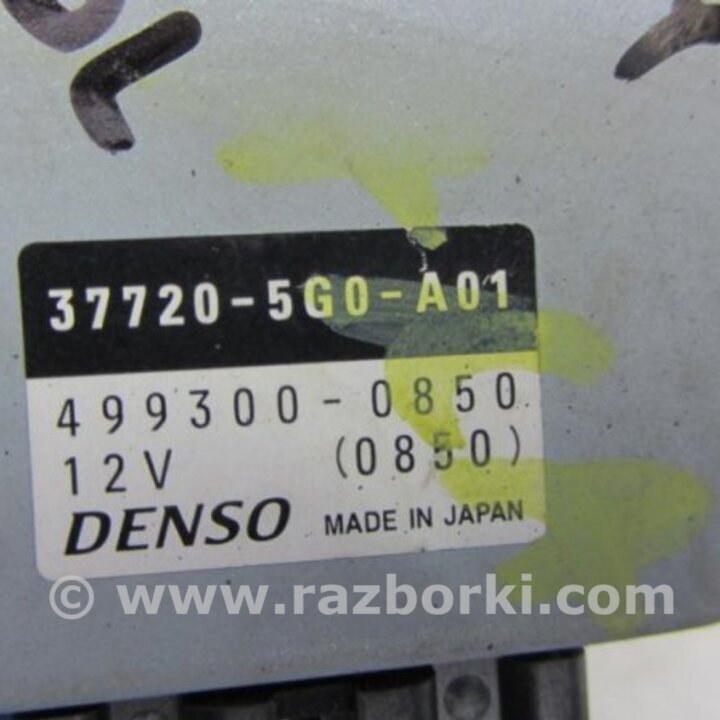 37720-5G0-A01
499300-0850
12V (0850)
DENSO MADE IN JAPAN
© www.razborki.com